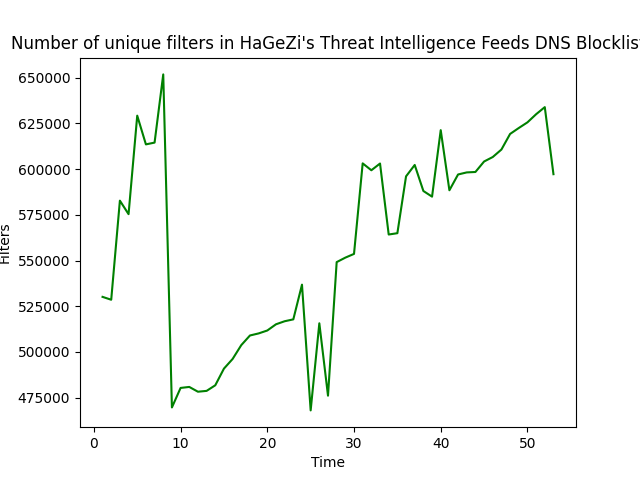 Number of unique filters in HaGeZi's Threat Intelligence Feeds DNS Blocklist
650000
625000
600000
575000
550000
525000
500000
475000
Filters
0 10 20 30 40 50
Time